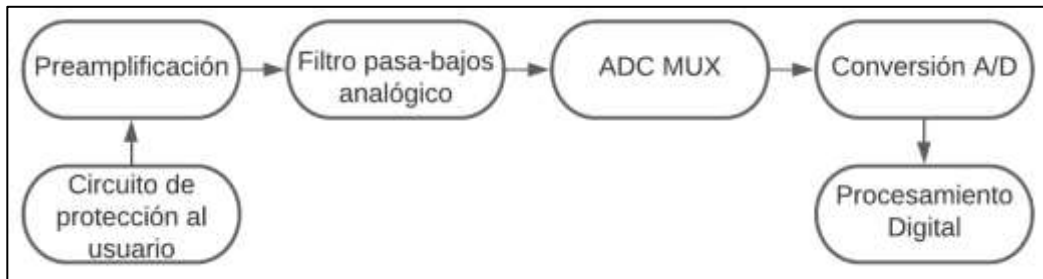 Preamplificación
Filtro pasa-bajos
analógico
ADC MUX
Conversión A/D
Circuito de
protección al
usuario
Procesamiento
Digital